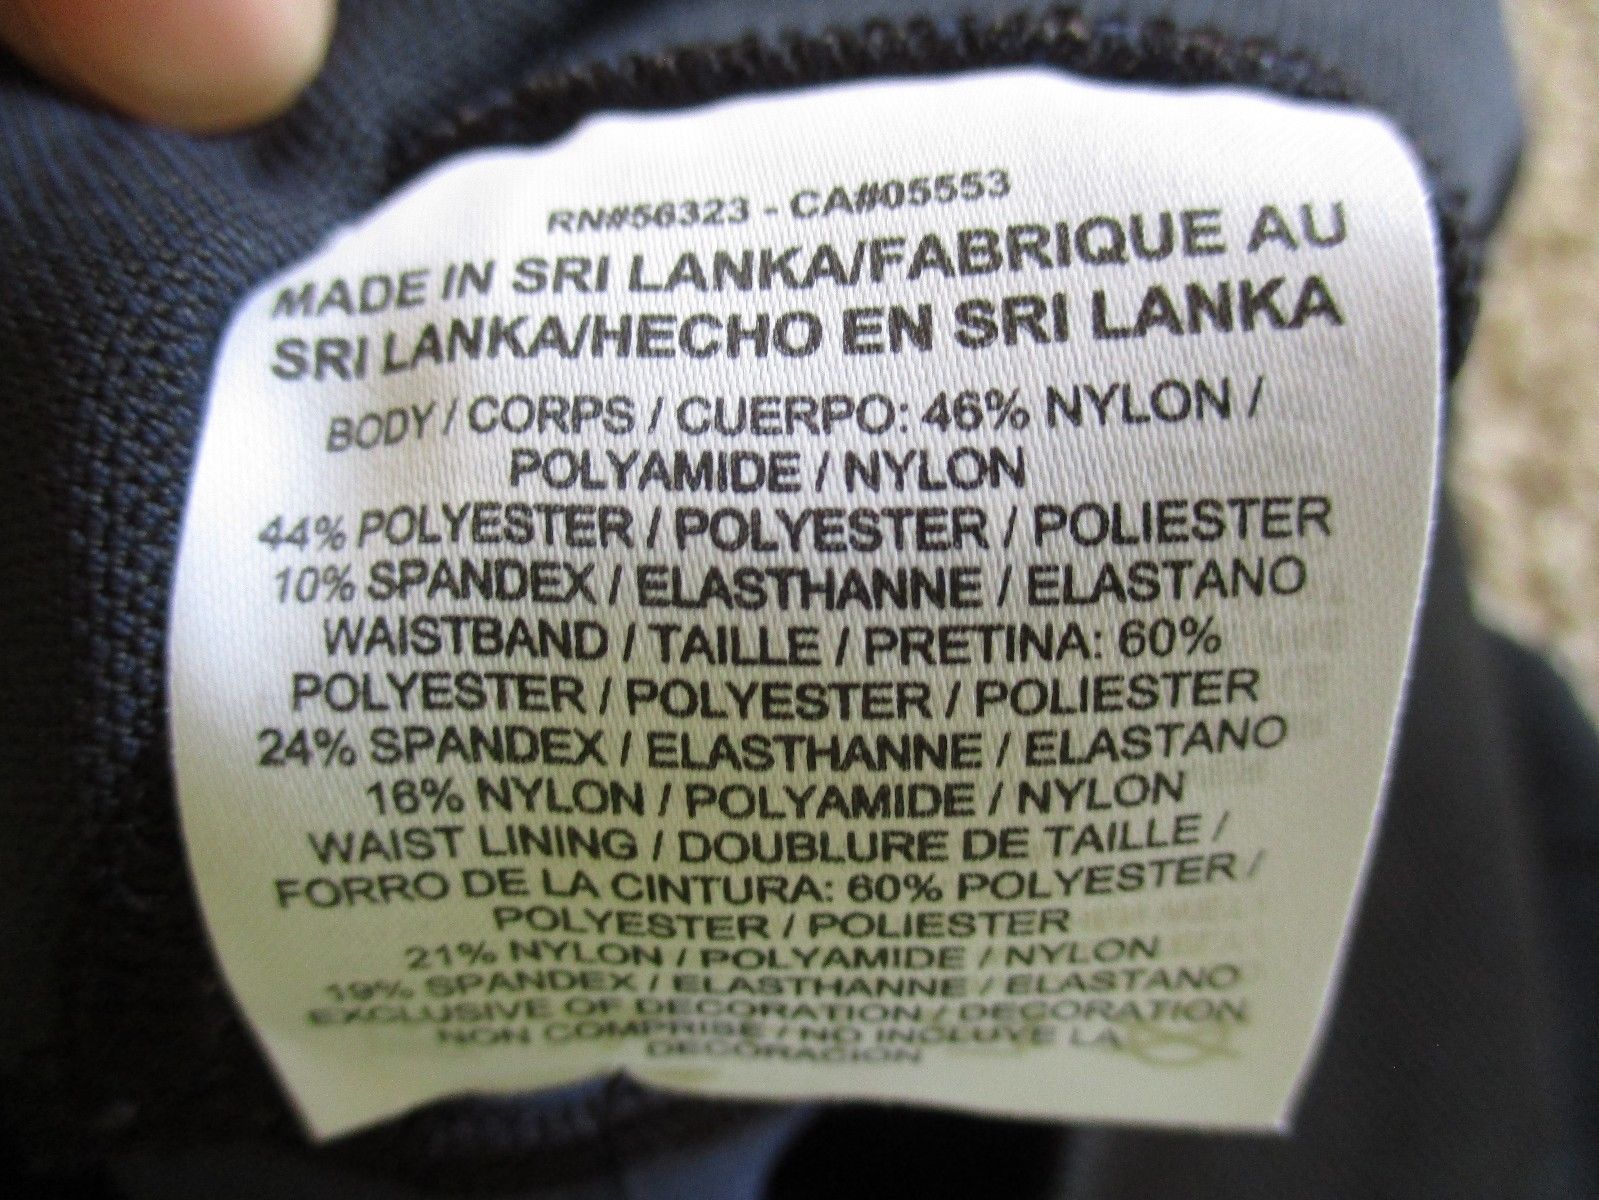 RN#56323 - CA#05553
MADE IN SRI LANKA/FABRIQUE AU
SRI LANKA/HECHO EN SRI LANKA
BODY / CORPS / CUERPO: 46% NYLON /
POLYAMIDE / NYLON
44% POLYESTER / POLYESTER / POLIESTER
10% SPANDEX / ELASTHANNE / ELASTANO
WAISTBAND / TAILLE / PRETINA: 60%
POLYESTER / POLYESTER / POLIESTER
24% SPANDEX / ELASTHANNE / ELASTANO
16% NYLON / POLYAMIDE / NYLON
WAIST LINING / DOUBLURE DE TAILLE /
FORRO DE LA CINTURA: 60% POLYESTER /
POLYESTER / POLIESTER
21% NYLON / POLYAMIDE / NYLON
19% SPANDEX / ELASTHANNE / ELASTANO
EXCLUSIVE OF DECORATION / DECORATION
NON COMPRISE / NO INCLUYE LA
DECORACION